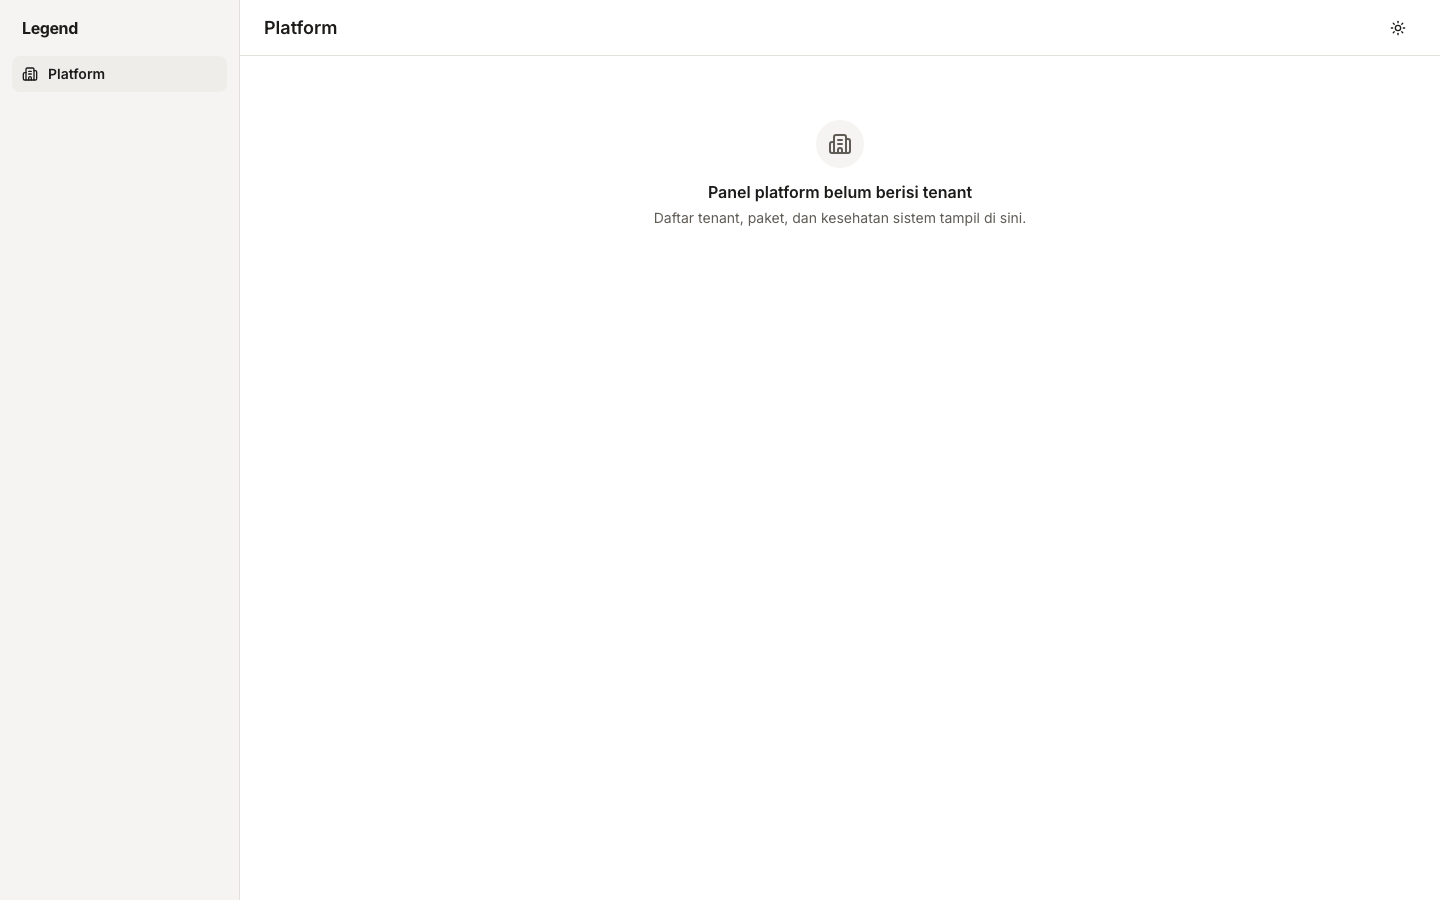 Legend
Platform
Platform
Panel platform belum berisi tenant
Daftar tenant, paket, dan kesehatan sistem tampil di sini.